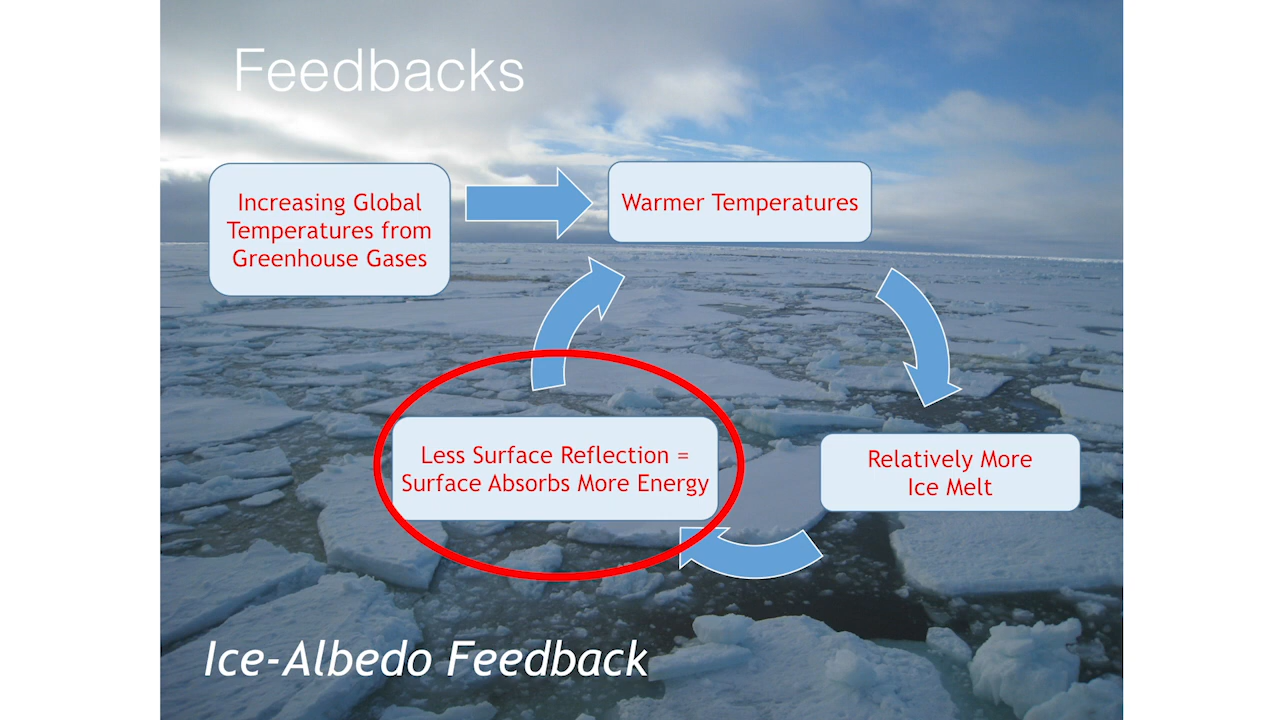 Feedbacks
Increasing Global
Temperatures from
Greenhouse Gases
Warmer Temperatures
Less Surface Reflection =
Surface Absorbs More Energy
Relatively More
Ice Melt
Ice-Albedo Feedback